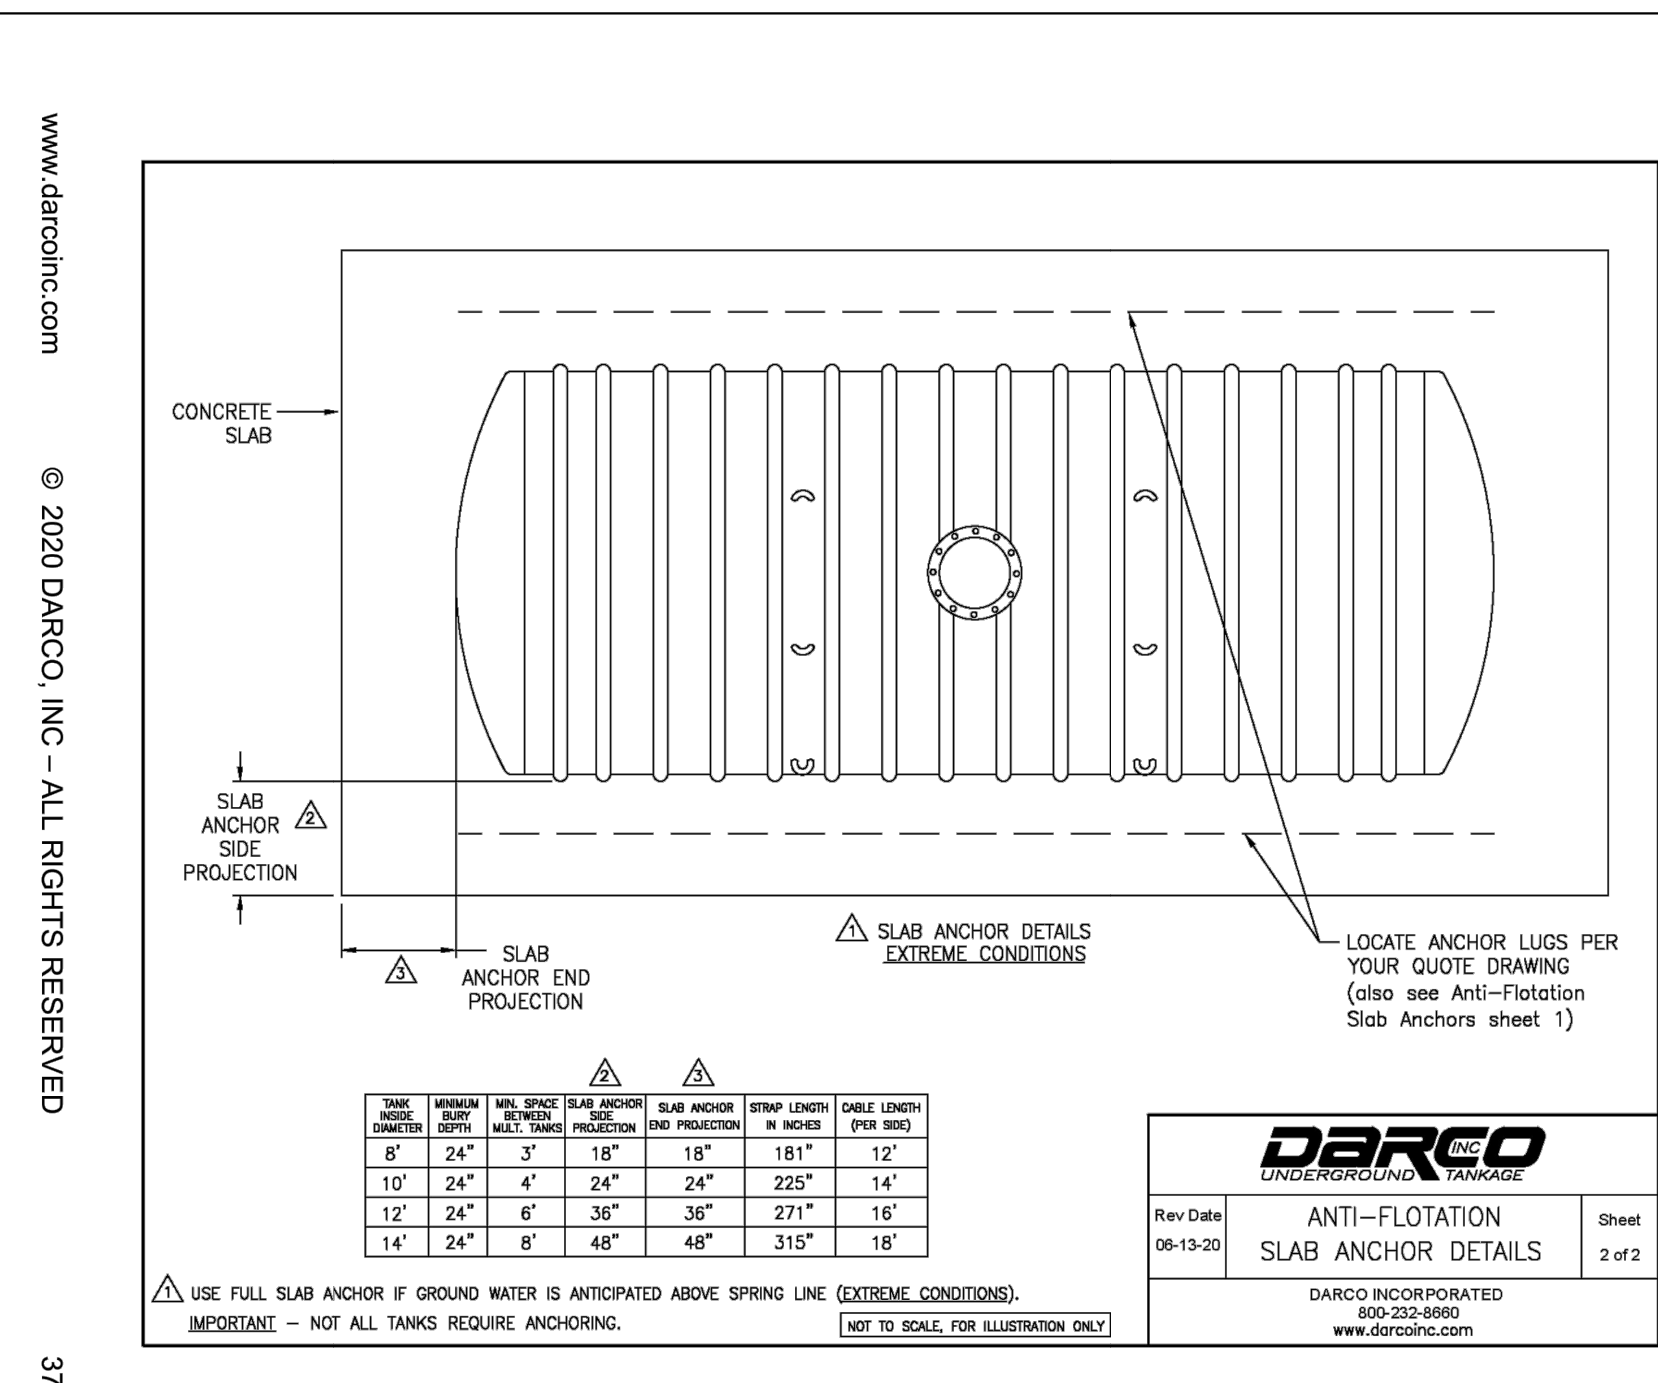 www.darcoinc.com © 2020 DARCO, INC – ALL RIGHTS RESERVED 37
CONCRETE
SLAB
SLAB
ANCHOR
SIDE
PROJECTION
2
3
SLAB
ANCHOR END
PROJECTION
1 SLAB ANCHOR DETAILS
EXTREME CONDITIONS
LOCATE ANCHOR LUGS PER
YOUR QUOTE DRAWING
(also see Anti-Flotation
Slab Anchors sheet 1)
2 3
TANK INSIDE DIAMETER MINIMUM BURY DEPTH MIN. SPACE BETWEEN MULT. TANKS SLAB ANCHOR SIDE PROJECTION SLAB ANCHOR END PROJECTION STRAP LENGTH IN INCHES CABLE LENGTH (PER SIDE)
8' 24" 3' 18" 18" 181" 12'
10' 24" 4' 24" 24" 225" 14'
12' 24" 6' 36" 36" 271" 16'
14' 24" 8' 48" 48" 315" 18'
1 USE FULL SLAB ANCHOR IF GROUND WATER IS ANTICIPATED ABOVE SPRING LINE (EXTREME CONDITIONS).
IMPORTANT – NOT ALL TANKS REQUIRE ANCHORING.
NOT TO SCALE, FOR ILLUSTRATION ONLY
DARCO INC
UNDERGROUND TANKAGE
Rev Date
06-13-20
ANTI-FLOTATION
SLAB ANCHOR DETAILS
Sheet
2 of 2
DARCO INCORPORATED
800-232-8660
www.darcoinc.com